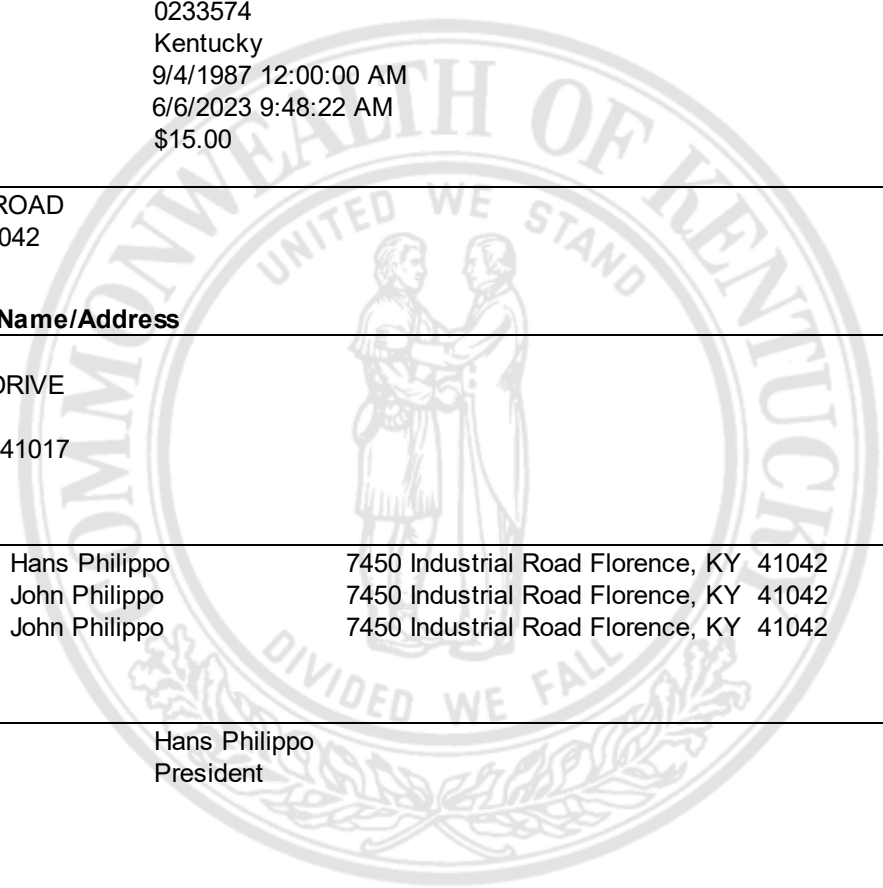 0233574
Kentucky
9/4/1987 12:00:00 AM
6/6/2023 9:48:22 AM
$15.00
ROAD
042
Name/Address
DRIVE
41017
Hans Philippo 7450 Industrial Road Florence, KY 41042
John Philippo 7450 Industrial Road Florence, KY 41042
John Philippo 7450 Industrial Road Florence, KY 41042
Hans Philippo
President
COMMONWEALTH OF KENTUCKY
UNITED WE STAND
DIVIDED WE FALL